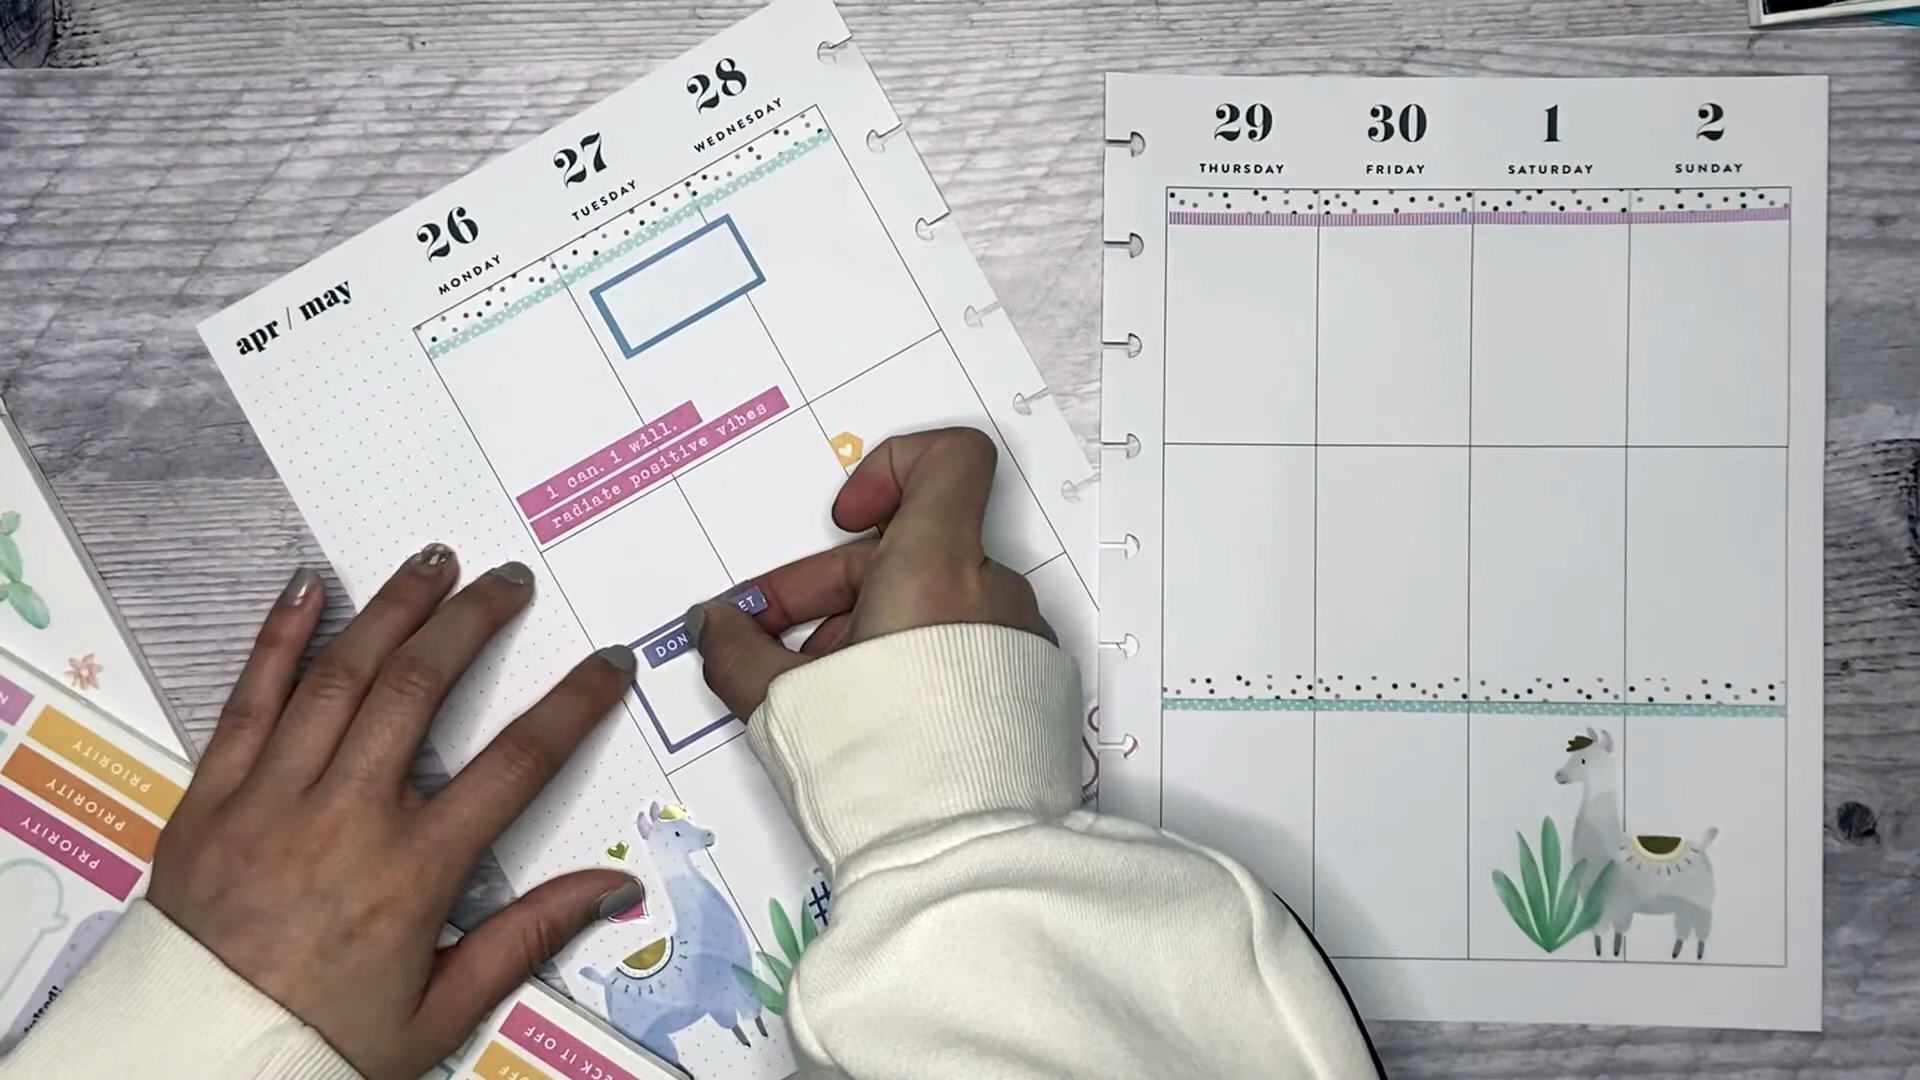 apr / may
26
MONDAY
27
TUESDAY
28
WEDNESDAY
29
THURSDAY
30
FRIDAY
1
SATURDAY
2
SUNDAY
i can. i will.
radiate positive vibes
PRIORITY
PRIORITY
PRIORITY
#